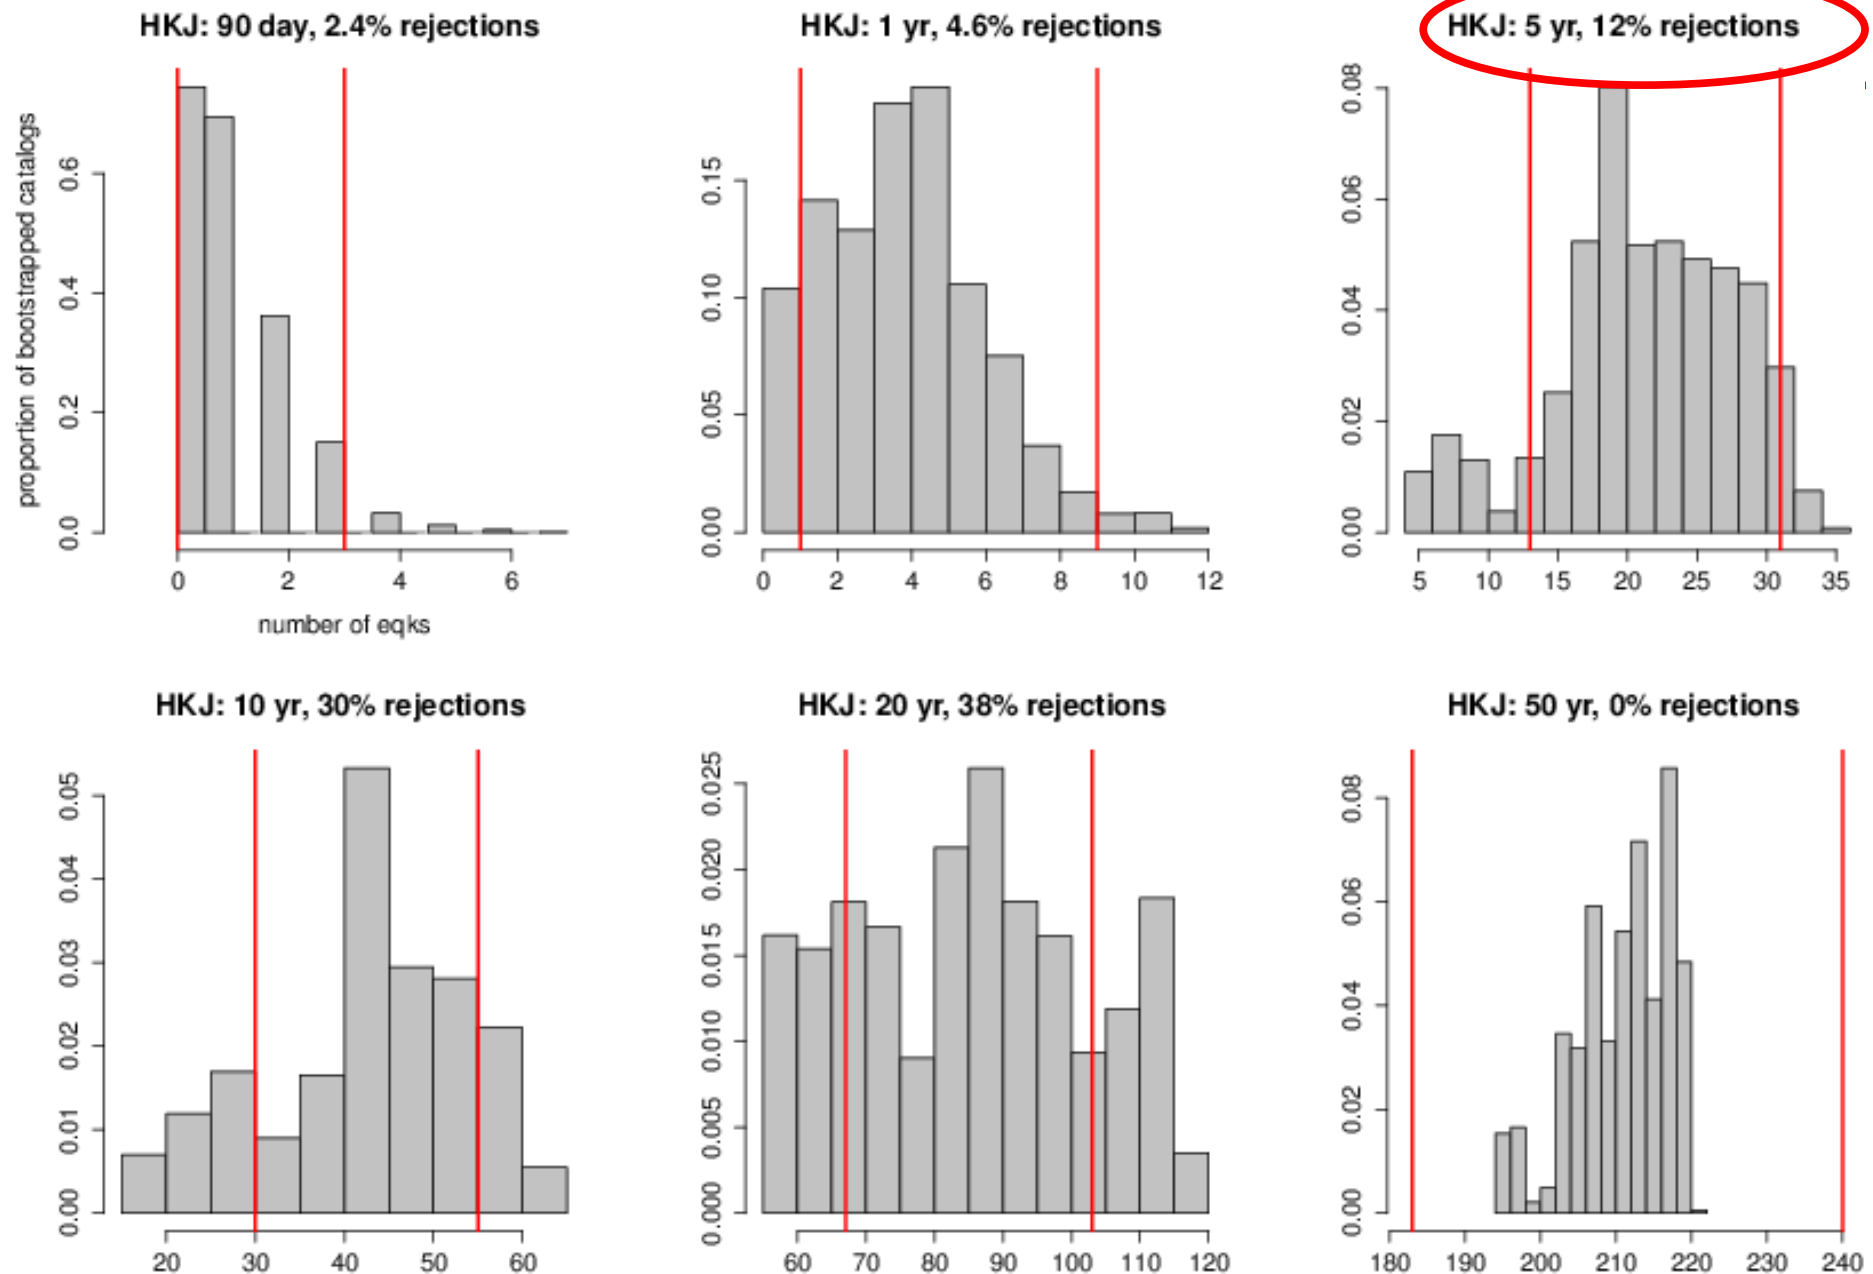 HKJ: 90 day, 2.4% rejections
HKJ: 1 yr, 4.6% rejections
HKJ: 5 yr, 12% rejections
proportion of bootstrapped catalogs
0.0 0.2 0.4 0.6
0 2 4 6
number of eqks
0.00 0.05 0.10 0.15
0 2 4 6 8 10 12
0.00 0.02 0.04 0.06 0.08
5 10 15 20 25 30 35
HKJ: 10 yr, 30% rejections
HKJ: 20 yr, 38% rejections
HKJ: 50 yr, 0% rejections
0.00 0.01 0.02 0.03 0.04 0.05
20 30 40 50 60
0.000 0.005 0.010 0.015 0.020 0.025
60 70 80 90 100 110 120
0.00 0.02 0.04 0.06 0.08
180 190 200 210 220 230 240